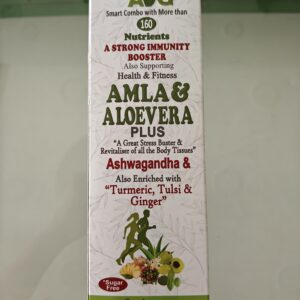 Smart Combo with More than
160
Nutrients
A STRONG IMMUNITY
BOOSTER
Also Supporting
Health & Fitness
AMLA &
ALOEVERA
PLUS
"A Great Stress Buster &
Revitaliser of all the Body Tissues"
Ashwagandha &
Also Enriched with
"Turmeric, Tulsi &
Ginger"
*Sugar
Free